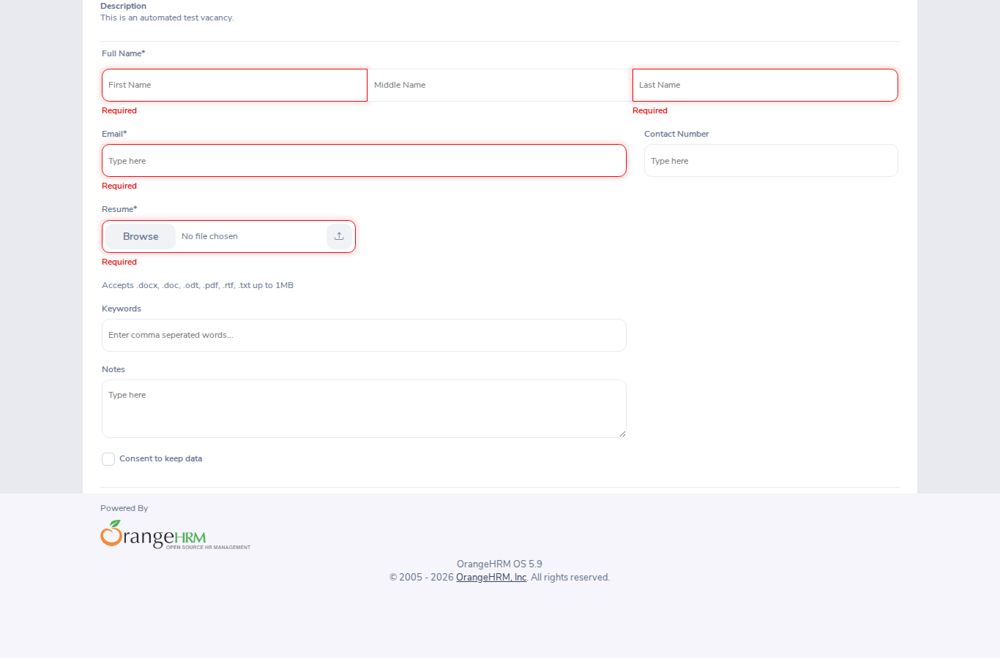 Description
This is an automated test vacancy.
Full Name*
First Name
Middle Name
Last Name
Required
Required
Email*
Contact Number
Type here
Type here
Required
Resume*
Browse
No file chosen
Required
Accepts .docx, .doc, .odt, .pdf, .rtf, .txt up to 1MB
Keywords
Enter comma seperated words...
Notes
Type here
Consent to keep data
Powered By
OrangeHRM
OPEN SOURCE HR MANAGEMENT
OrangeHRM OS 5.9
© 2005 - 2026 OrangeHRM, Inc. All rights reserved.